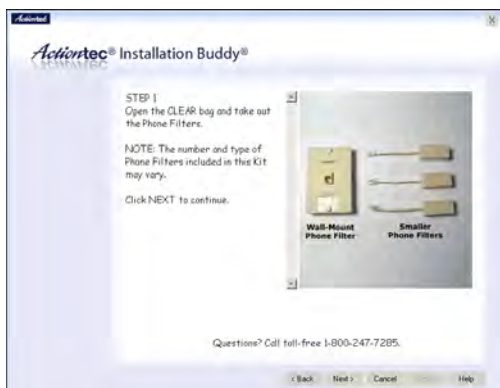 Actiontec
Actiontec® Installation Buddy®
STEP 1
Open the CLEAR bag and take out
the Phone Filters.
NOTE: The number and type of
Phone Filters included in this Kit
may vary.
Click NEXT to continue.
Wall-Mount
Phone Filter
Smaller
Phone Filters
Questions? Call toll-free 1-800-247-7285.
< Back
Next >
Cancel
Help